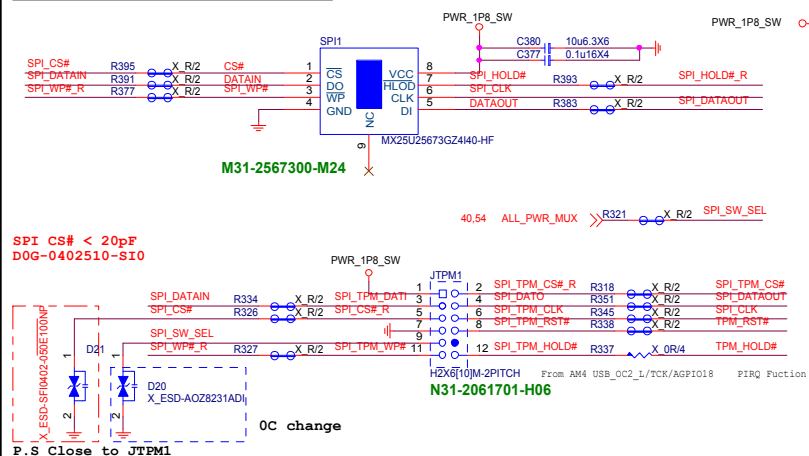 PWR_1P8_SW
PWR_1P8_SW
SPI1
C380 10u6.3X6
C377 0.1u16X4
SPI_CS# R395 X_R/2 CS# 1 CS VCC 8
SPI_DATAIN R391 X_R/2 DATAIN 2 DO HLOD 7 SPI_HOLD# R393 X_R/2 SPI_HOLD#_R
SPI_WP#_R R377 X_R/2 SPI_WP# 3 WP CLK 6 SPI_CLK
4 GND DI 5 DATAOUT R383 X_R/2 SPI_DATAOUT
NC
9
MX25U25673GZ4I40-HF
M31-2567300-M24
40,54 ALL_PWR_MUX R321 X_R/2 SPI_SW_SEL
SPI CS# < 20pF
D0G-0402510-SI0
PWR_1P8_SW
JTPM1
1 2 SPI_TPM_CS#_R R318 X_R/2 SPI_TPM_CS#
SPI_DATAIN R334 X_R/2 SPI_TPM_DATI 3 4 SPI_DATO R351 X_R/2 SPI_DATAOUT
SPI_CS# R326 X_R/2 SPI_CS#_R 5 6 SPI_TPM_CLK R345 X_R/2 SPI_CLK
7 8 SPI_TPM_RST# R338 X_R/2 TPM_RST#
SPI_SW_SEL 9
SPI_WP#_R R327 X_R/2 SPI_TPM_WP# 11 12 SPI_TPM_HOLD# R337 X_0R/4 TPM_HOLD#
H2X6[10]M-2PITCH
From AM4 USB_OC2_L/TCK/AGPIO18 PIRQ Fuction
N31-2061701-H06
X_ESD-SFI0402-050E100NP
D21
1
2
1
2
D20
X_ESD-AOZ8231ADI
0C change
P.S Close to JTPM1